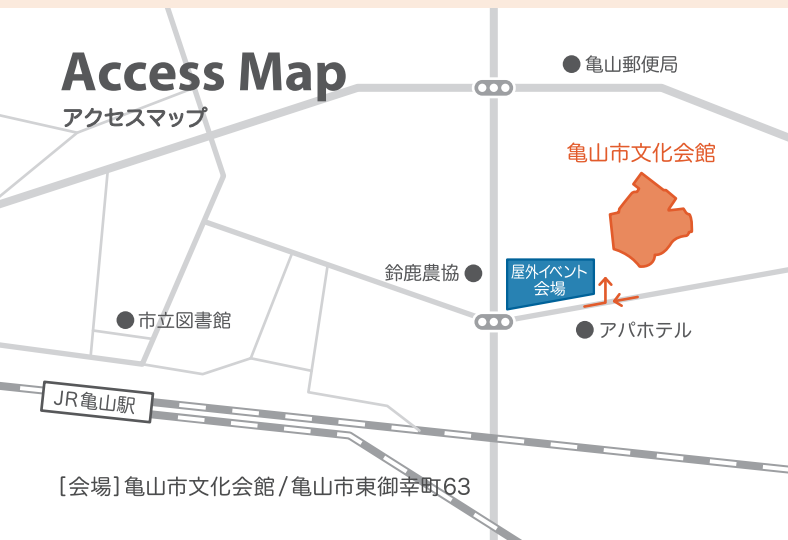 Access Map
アクセスマップ
亀山郵便局
亀山市文化会館
鈴鹿農協
屋外イベント
会場
市立図書館
アパホテル
JR亀山駅
[会場]亀山市文化会館/亀山市東御幸町63